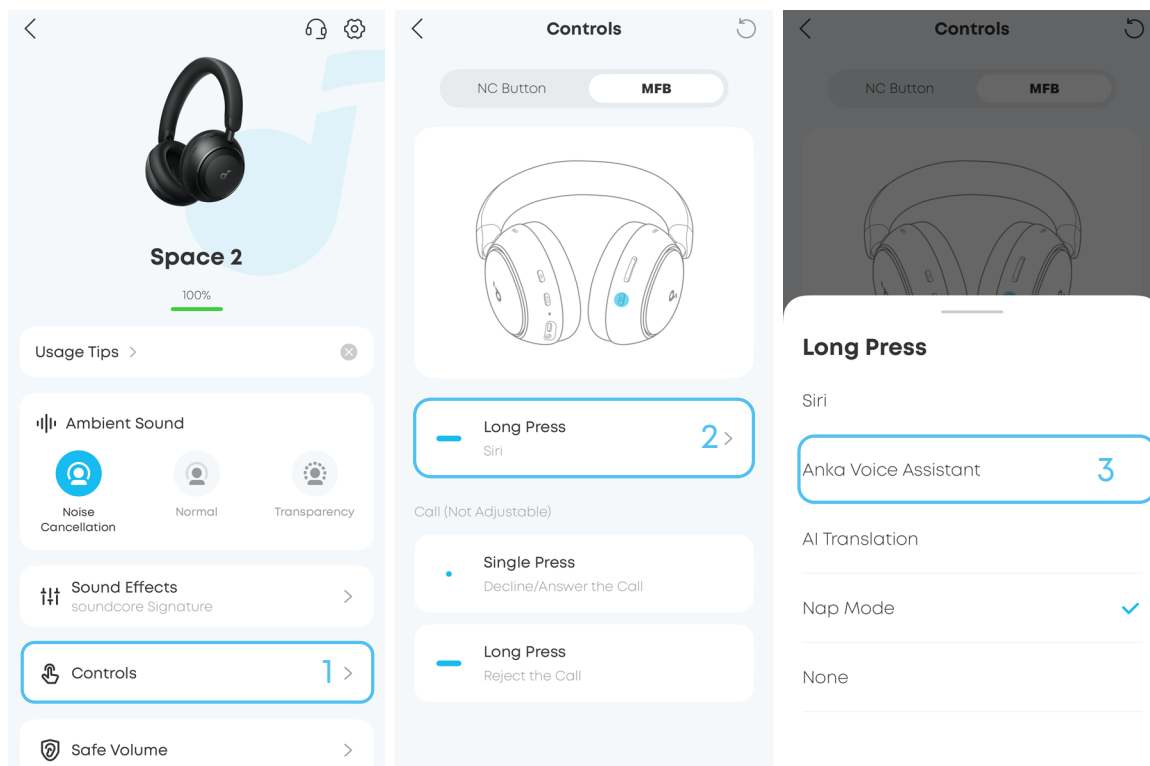 Space 2
100%
Usage Tips
Ambient Sound
Noise
Cancellation
Normal
Transparency
Sound Effects
soundcore Signature
Controls
1
Safe Volume
Controls
NC Button
MFB
Long Press
Siri
2
Call (Not Adjustable)
Single Press
Decline/Answer the Call
Long Press
Reject the Call
Controls
NC Button
MFB
Long Press
Siri
Anka Voice Assistant
3
AI Translation
Nap Mode
None